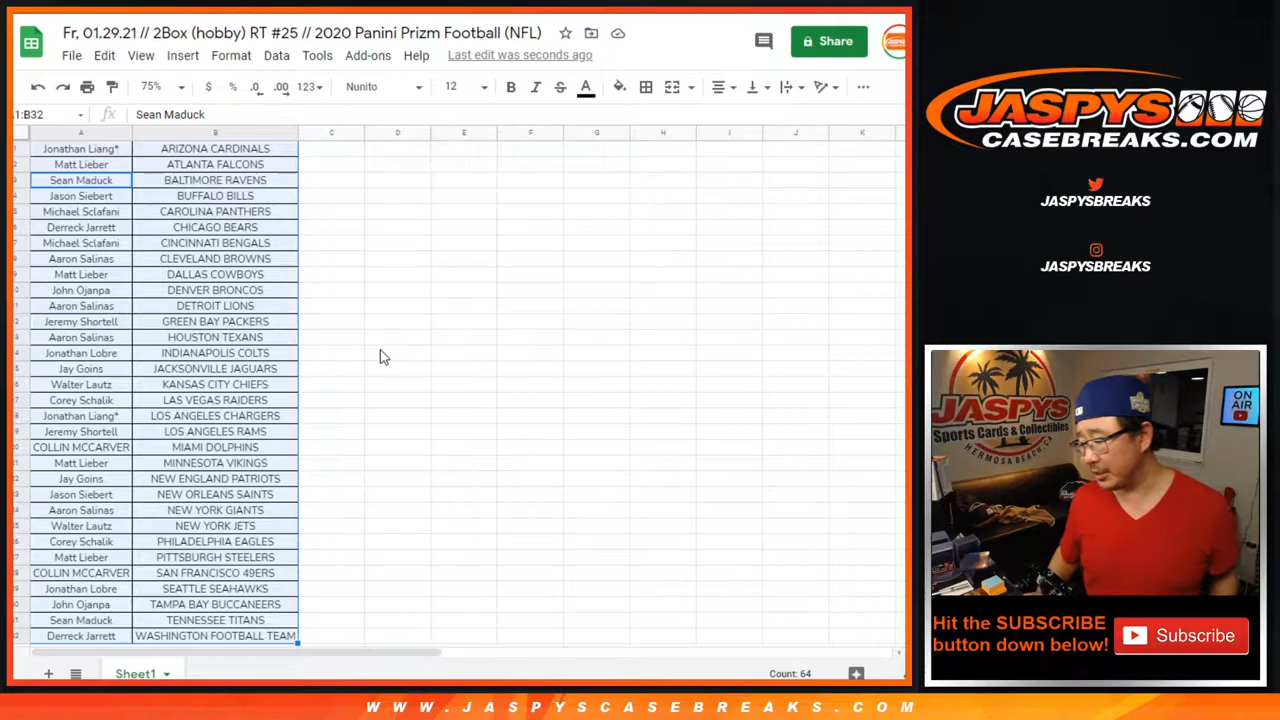 Fr, 01.29.21 // 2Box (hobby) RT #25 // 2020 Panini Prizm Football (NFL)
File Edit View Insert Format Data Tools Add-ons Help Last edit was seconds ago
Share
75% $ % .0 .00 123 Nunito 12 B I S A
1:B32 fx Sean Maduck
A B C D E F G H I J K
Jonathan Liang* ARIZONA CARDINALS
Matt Lieber ATLANTA FALCONS
Sean Maduck BALTIMORE RAVENS
Jason Siebert BUFFALO BILLS
Michael Sclafani CAROLINA PANTHERS
Derreck Jarrett CHICAGO BEARS
Michael Sclafani CINCINNATI BENGALS
Aaron Salinas CLEVELAND BROWNS
Matt Lieber DALLAS COWBOYS
John Ojanpa DENVER BRONCOS
Aaron Salinas DETROIT LIONS
Jeremy Shortell GREEN BAY PACKERS
Aaron Salinas HOUSTON TEXANS
Jonathan Lobre INDIANAPOLIS COLTS
Jay Goins JACKSONVILLE JAGUARS
Walter Lautz KANSAS CITY CHIEFS
Corey Schalik LAS VEGAS RAIDERS
Jonathan Liang* LOS ANGELES CHARGERS
Jeremy Shortell LOS ANGELES RAMS
COLLIN MCCARVER MIAMI DOLPHINS
Matt Lieber MINNESOTA VIKINGS
Jay Goins NEW ENGLAND PATRIOTS
Jason Siebert NEW ORLEANS SAINTS
Aaron Salinas NEW YORK GIANTS
Walter Lautz NEW YORK JETS
Corey Schalik PHILADELPHIA EAGLES
Matt Lieber PITTSBURGH STEELERS
COLLIN MCCARVER SAN FRANCISCO 49ERS
Jonathan Lobre SEATTLE SEAHAWKS
John Ojanpa TAMPA BAY BUCCANEERS
Sean Maduck TENNESSEE TITANS
Derreck Jarrett WASHINGTON FOOTBALL TEAM
Sheet1
Count: 64
JASPYS
CASEBREAKS.COM
JASPYSBREAKS
JASPYSBREAKS
JASPYS
Sports Cards & Collectibles
HERMOSA BEACH, CA
ON AIR
Hit the SUBSCRIBE
button down below!
Subscribe
WWW.JASPYSCASEBREAKS.COM